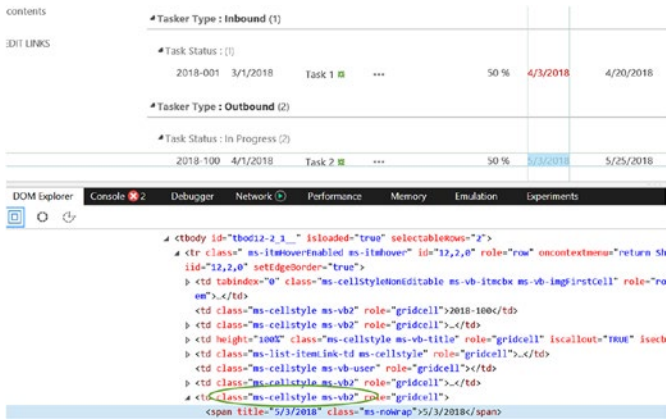 contents
◢ Tasker Type : Inbound (1)
EDIT LINKS
◢ Task Status : (1)
2018-001 3/1/2018 Task 1 ... 50 % 4/3/2018 4/20/2018
◢ Tasker Type : Outbound (2)
◢ Task Status : In Progress (2)
2018-100 4/1/2018 Task 2 ... 50 % 5/3/2018 5/25/2018
DOM Explorer Console 2 Debugger Network Performance Memory Emulation Experiments
◢ <tbody id="tbod12-2_1__" isloaded="true" selectableRows="2">
◢ <tr class=" ms-itmHoverEnabled ms-itmhover" id="12,2,0" role="row" oncontextmenu="return Sh
iid="12,2,0" setEdgeBorder="true">
▷ <td tabindex="0" class="ms-cellStyleNonEditable ms-vb-itmcbx ms-vb-imgFirstCell" role="ro
em">…</td>
<td class="ms-cellstyle ms-vb2" role="gridcell">2018-100</td>
▷ <td class="ms-cellstyle ms-vb2" role="gridcell">…</td>
▷ <td height="100%" class="ms-cellstyle ms-vb-title" role="gridcell" iscallout="TRUE" isecb
▷ <td class="ms-list-itemLink-td ms-cellstyle" role="gridcell">…</td>
<td class="ms-cellstyle ms-vb-user" role="gridcell"></td>
▷ <td class="ms-cellstyle ms-vb2" role="gridcell">…</td>
◢ <td class="ms-cellstyle ms-vb2" role="gridcell">
<span title="5/3/2018" class="ms-noWrap">5/3/2018</span>